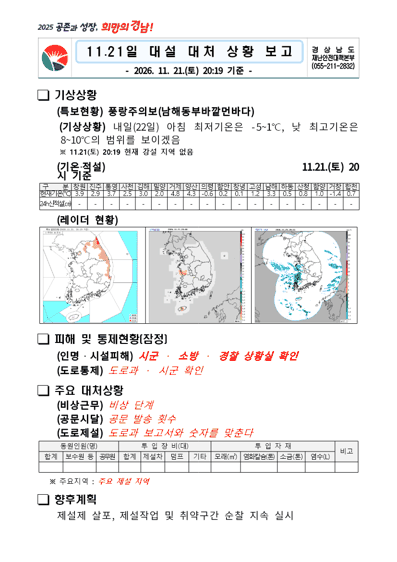 2025 공존과 성장, 희망의 경남!
11.21일 대설 대처 상황 보고
- 2026. 11. 21.(토) 20:19 기준 -
경 상 남 도
재난안전대책본부
(055-211-2832)
□ 기상상황
(특보현황) 풍랑주의보(남해동부바깥먼바다)
(기상상황) 내일(22일) 아침 최저기온은 -5~1℃, 낮 최고기온은
8~10℃의 범위를 보이겠음
※ 11.21(토) 20:19 현재 강설 지역 없음
(기온·적설) 11.21.(토) 20
시 기준
구 분 창원 진주 통영 사천 김해 밀양 거제 양산 의령 함안 창녕 고성 남해 하동 산청 함양 거창 합천
현재기온(℃) 3.9 2.9 3.7 2.5 3.0 2.0 4.8 4.3 -0.6 0.2 0.1 1.2 3.3 0.5 0.8 1.0 -1.4 0.7
24h신적설(㎝) - - - - - - - - - - - - - - - - - -
(레이더 현황)
□ 피해 및 통제현황(잠정)
(인명·시설피해) 시군 · 소방 · 경찰 상황실 확인
(도로통제) 도로과 · 시군 확인
□ 주요 대처상황
(비상근무) 비상 단계
(공문시달) 공문 발송 횟수
(도로제설) 도로과 보고서와 숫자를 맞춘다
동원인원(명) 투 입 장 비(대) 투 입 자 재 비고
합계 보수원 등 공무원 합계 제설차 덤프 기타 모래(㎥) 염화칼슘(톤) 소금(톤) 염수(L)
※ 주요지역 : 주요 제설 지역
□ 향후계획
제설제 살포, 제설작업 및 취약구간 순찰 지속 실시